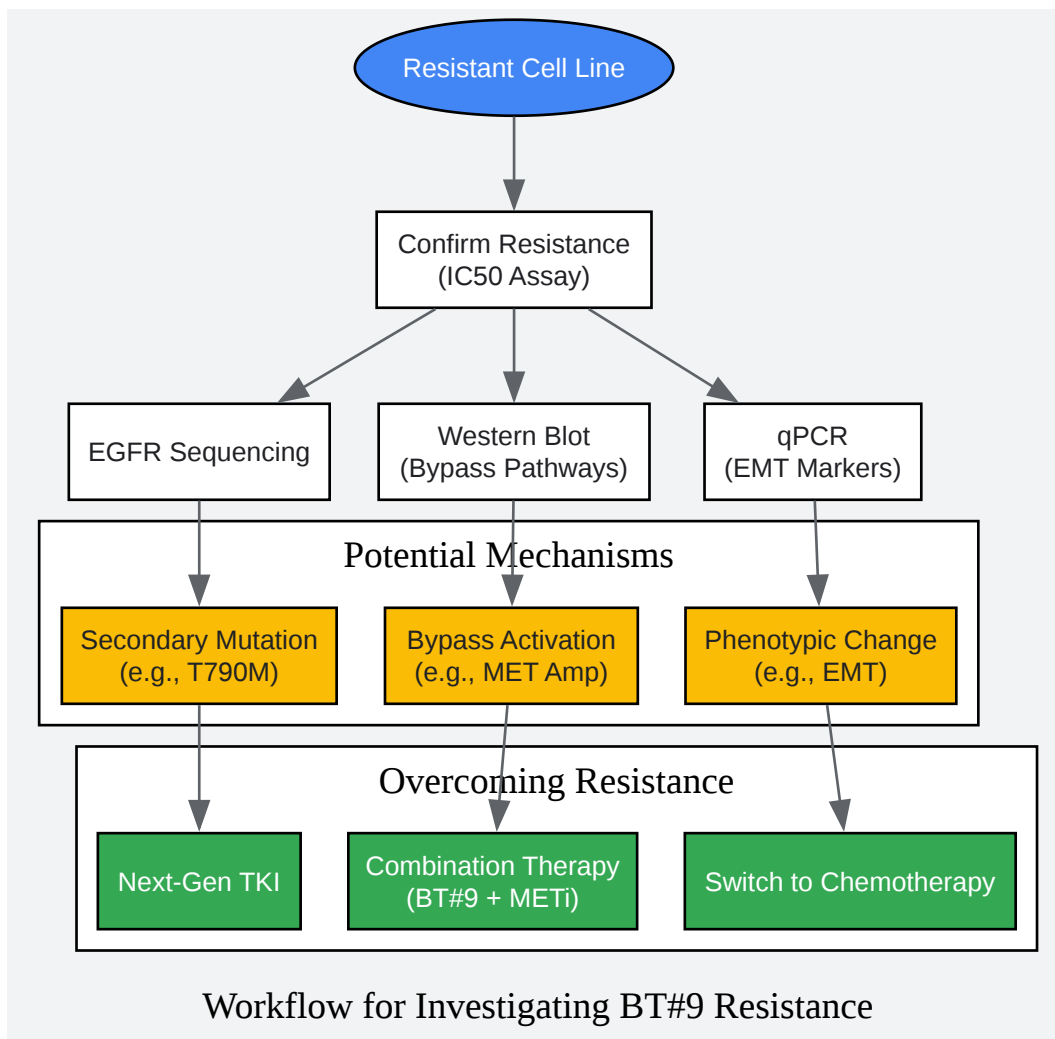 Resistant Cell Line
Confirm Resistance
(IC50 Assay)
EGFR Sequencing
Western Blot
(Bypass Pathways)
qPCR
(EMT Markers)
Potential Mechanisms
Secondary Mutation
(e.g., T790M)
Bypass Activation
(e.g., MET Amp)
Phenotypic Change
(e.g., EMT)
Overcoming Resistance
Next-Gen TKI
Combination Therapy
(BT#9 + METi)
Switch to Chemotherapy
Workflow for Investigating BT#9 Resistance